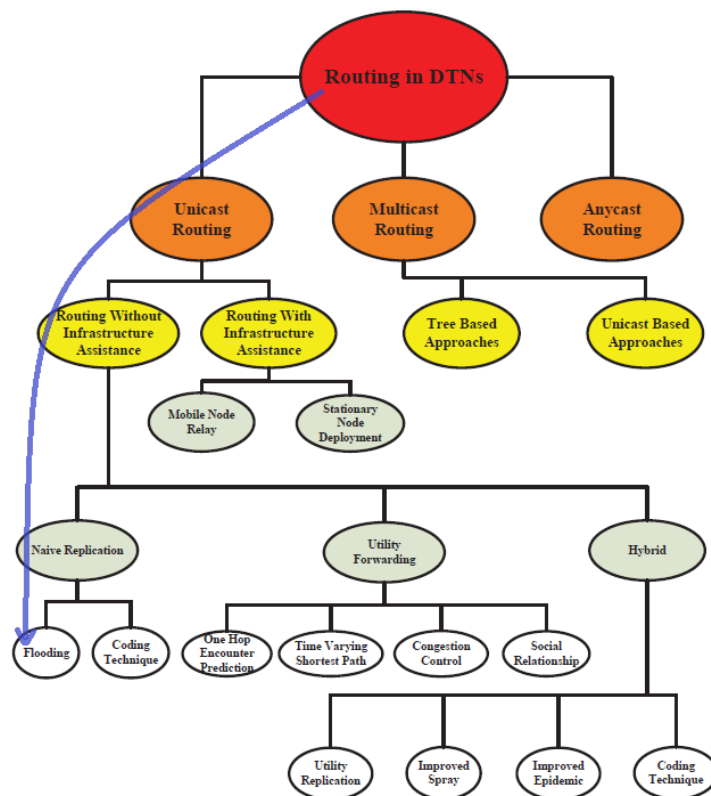 Routing in DTNs
Unicast
Routing
Multicast
Routing
Anycast
Routing
Routing Without
Infrastructure
Assistance
Routing With
Infrastructure
Assistance
Tree Based
Approaches
Unicast Based
Approaches
Mobile Node
Relay
Stationary
Node
Deployment
Naive Replication
Utility
Forwarding
Hybrid
Flooding
Coding
Technique
One Hop
Encounter
Prediction
Time Varying
Shortest Path
Congestion
Control
Social
Relationship
Utility
Replication
Improved
Spray
Improved
Epidemic
Coding
Technique